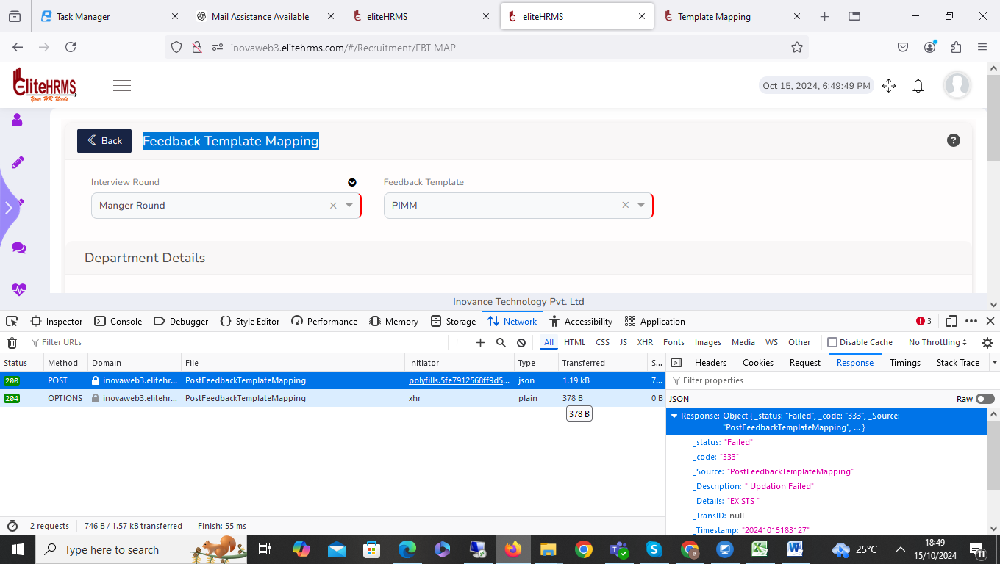 Task Manager
Mail Assistance Available
eliteHRMS
eliteHRMS
Template Mapping
inovaweb3.elitehrms.com/#/Recruitment/FBT MAP
EliteHRMS
Your HR Needs
Oct 15, 2024, 6:49:49 PM
Back
Feedback Template Mapping
?
Interview Round
Feedback Template
Manger Round
PIMM
Department Details
Inovance Technology Pvt. Ltd
Inspector
Console
Debugger
Style Editor
Performance
Memory
Storage
Network
Accessibility
Application
3
Filter URLs
All
HTML
CSS
JS
XHR
Fonts
Images
Media
WS
Other
Disable Cache
No Throttling
Status
Method
Domain
File
Initiator
Type
Transferred
S...
Headers
Cookies
Request
Response
Timings
Stack Trace
200
POST
inovaweb3.elitehr...
PostFeedbackTemplateMapping
polyfills.5fe7912568ff9d5...
json
1.19 kB
7...
Filter properties
204
OPTIONS
inovaweb3.elitehr...
PostFeedbackTemplateMapping
xhr
plain
378 B
0 B
378 B
JSON
Raw
Response: Object { _status: "Failed", _code: "333", _Source:
"PostFeedbackTemplateMapping", ... }
_status: "Failed"
_code: "333"
_Source: "PostFeedbackTemplateMapping"
_Description: " Updation Failed"
_Details: "EXISTS "
_TransID: null
_Timestamp: "20241015183127"
2 requests
746 B / 1.57 kB transferred
Finish: 55 ms
Type here to search
25°C
18:49
15/10/2024
11